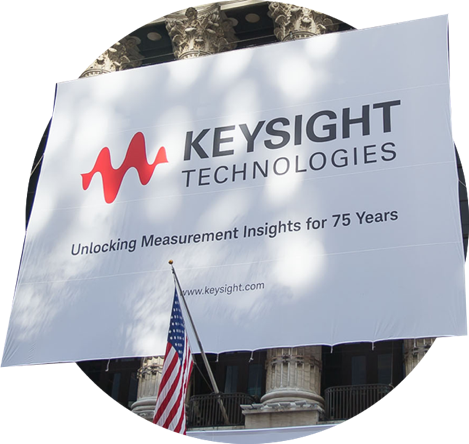 KEYSIGHT
TECHNOLOGIES
Unlocking Measurement Insights for 75 Years
www.keysight.com